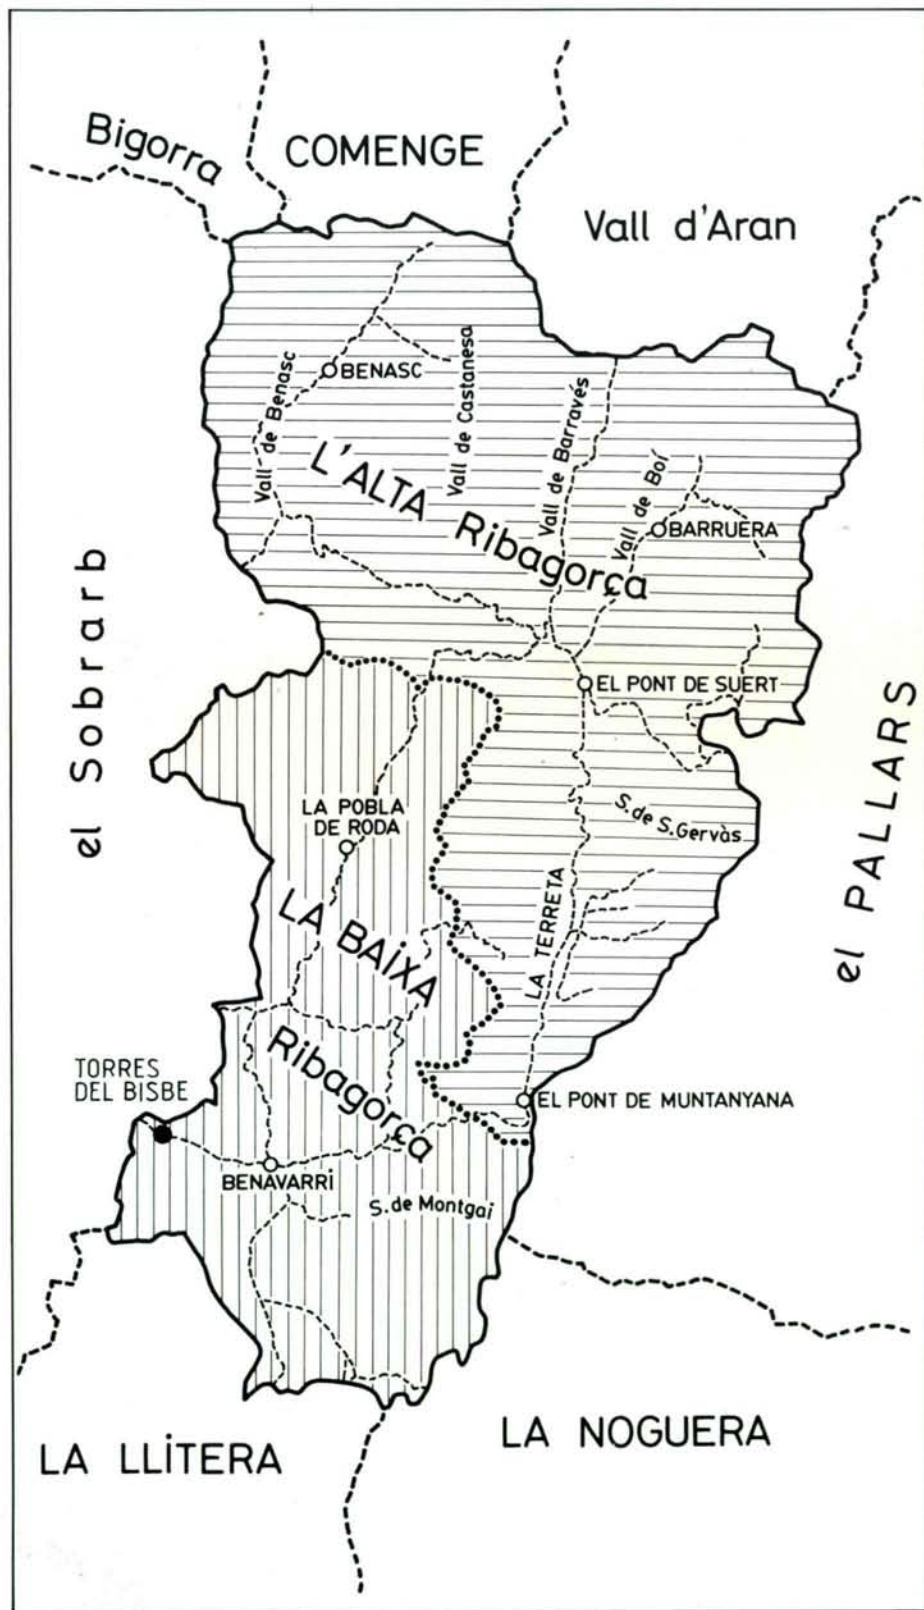 Bigorra
COMENGE
Vall d'Aran
BENASC
Vall de Benasc
Vall de Castanesa
Vall de Barravés
Vall de Boí
L'ALTA Ribagorça
BARRUERA
el Sobrarb
EL PONT DE SUERT
el PALLARS
LA POBLA
DE RODA
S. de S. Gervàs
LA TERRETA
LA BAiXA
Ribagorça
TORRES
DEL BISBE
EL PONT DE MUNTANYANA
BENAVARRi
S. de Montgai
LA LLiTERA
LA NOGUERA